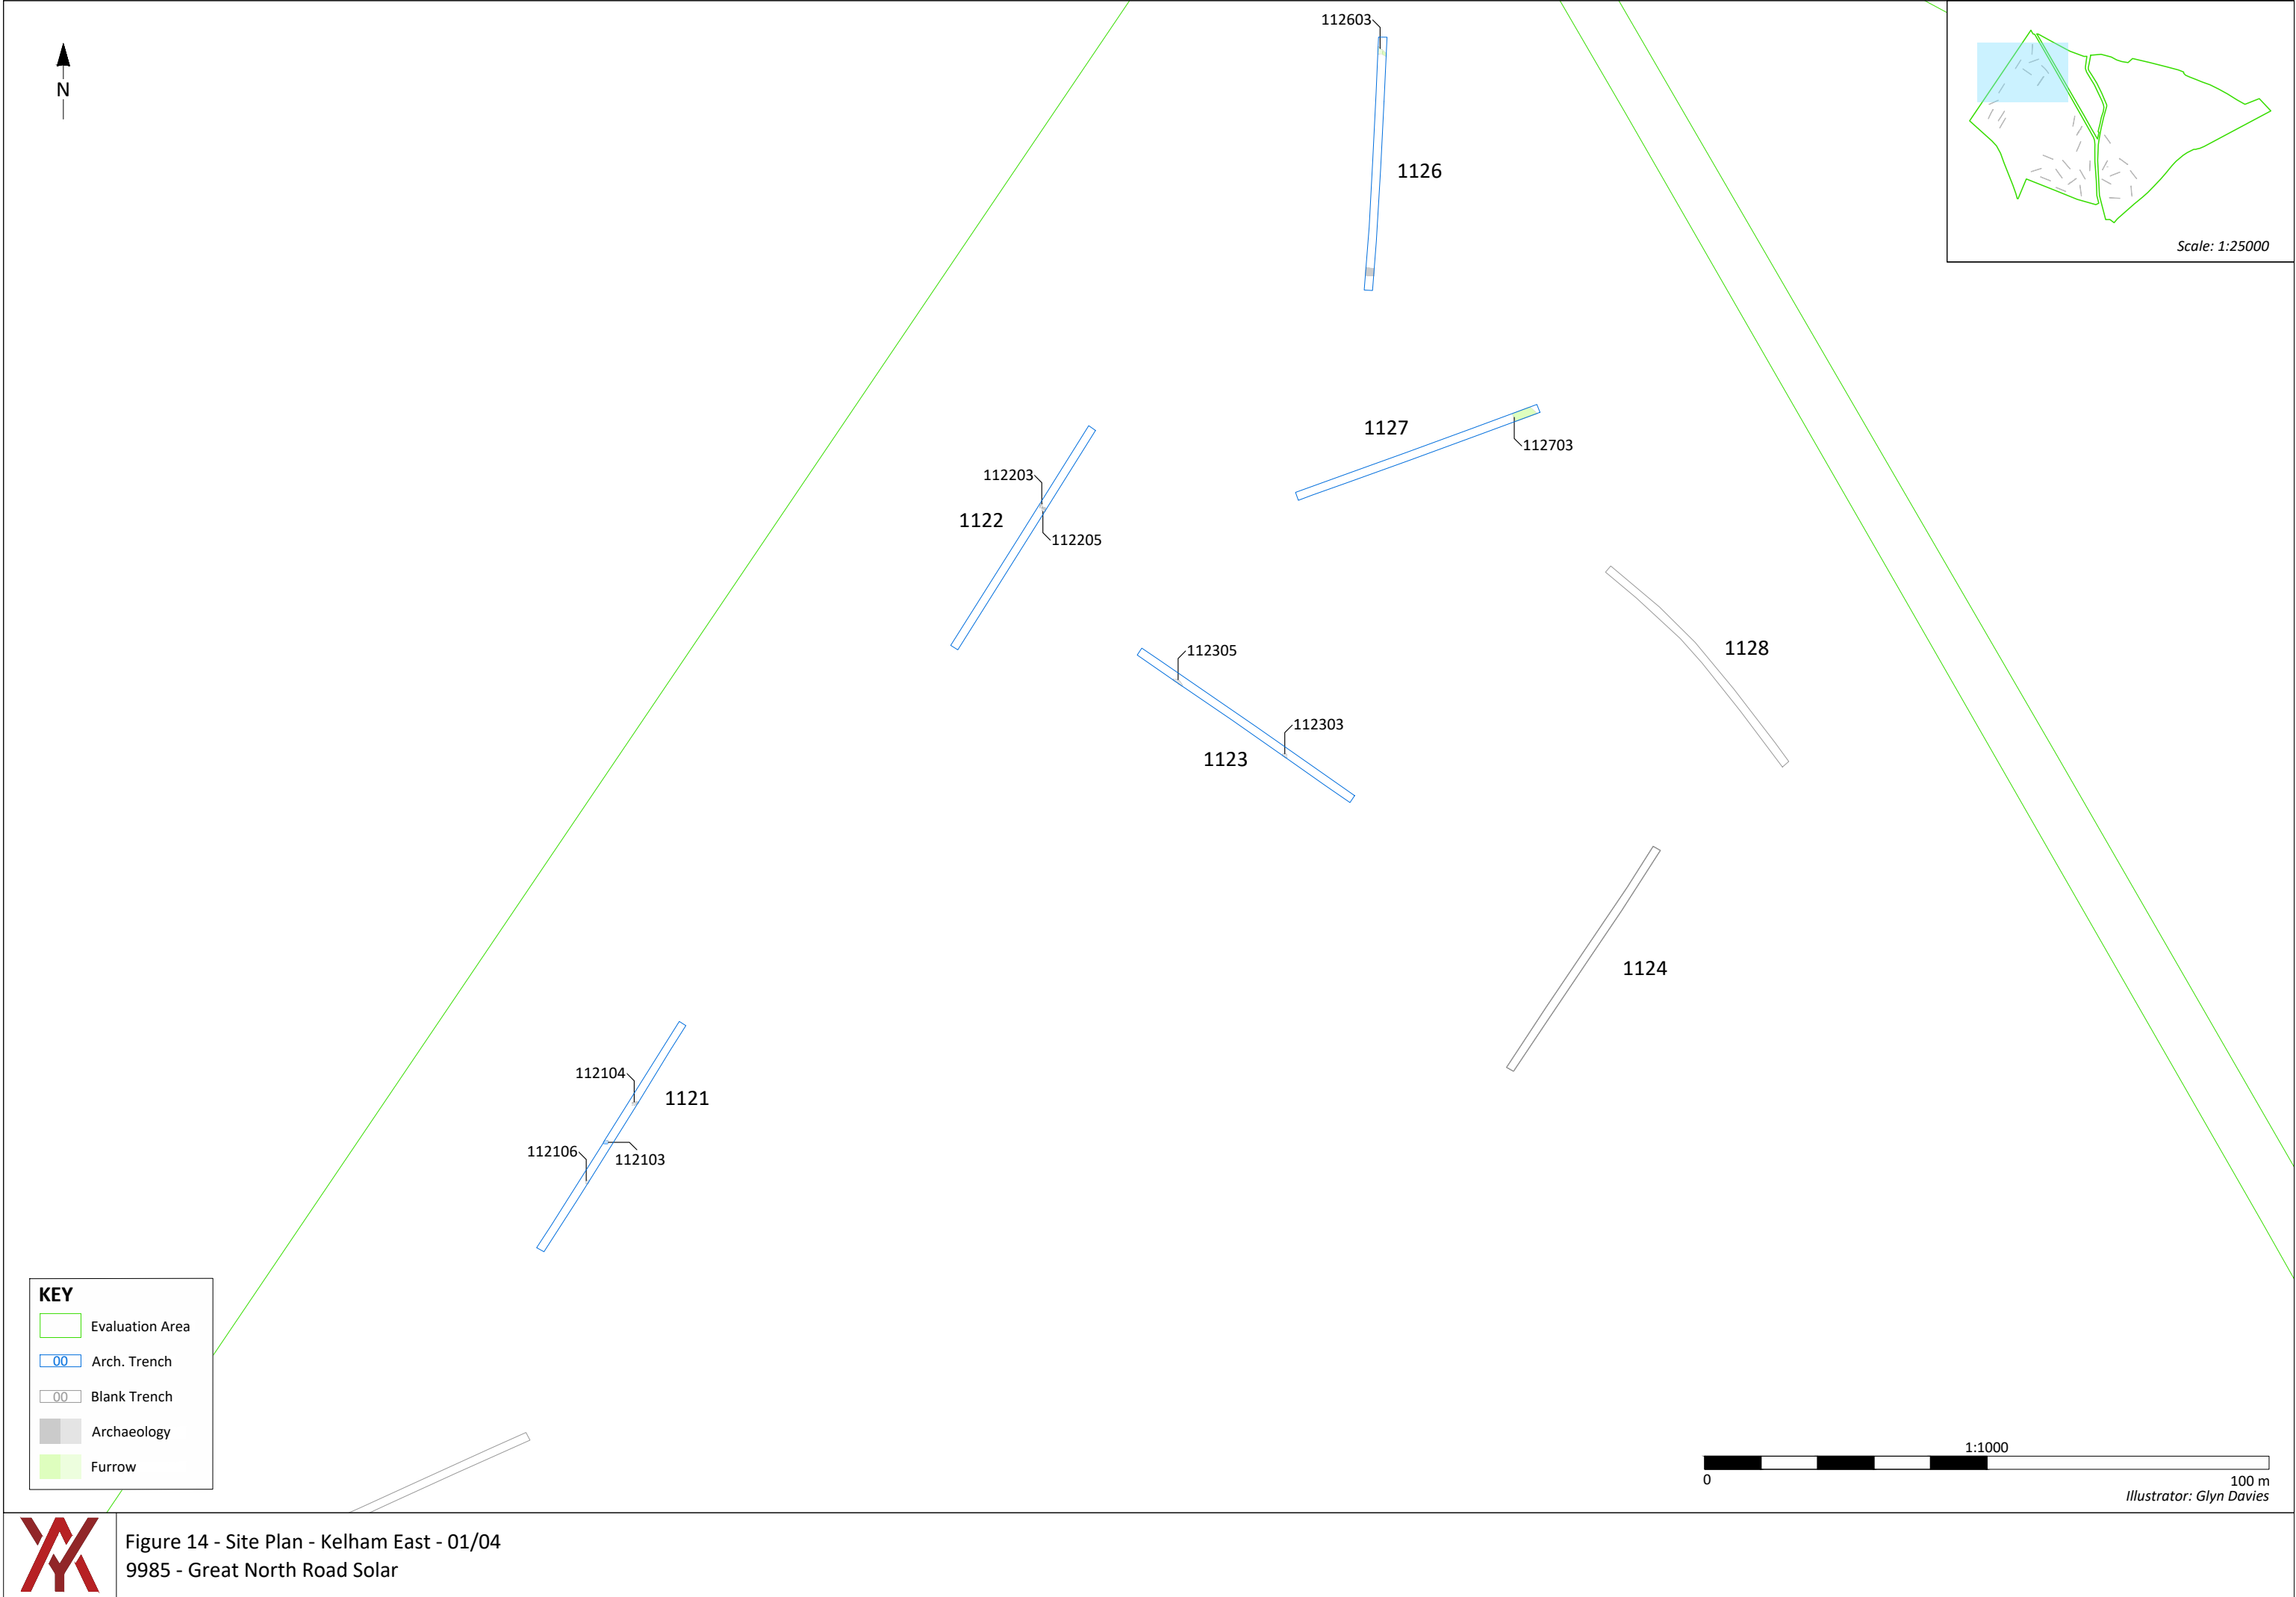 N
112603
1126
Scale: 1:25000
1127
112703
112203
1122
112205
112305
1128
112303
1123
1124
112104
1121
112106
112103
KEY
Evaluation Area
00 Arch. Trench
00 Blank Trench
Archaeology
Furrow
1:1000
0 100 m
Illustrator: Glyn Davies
Figure 14 - Site Plan - Kelham East - 01/04
9985 - Great North Road Solar